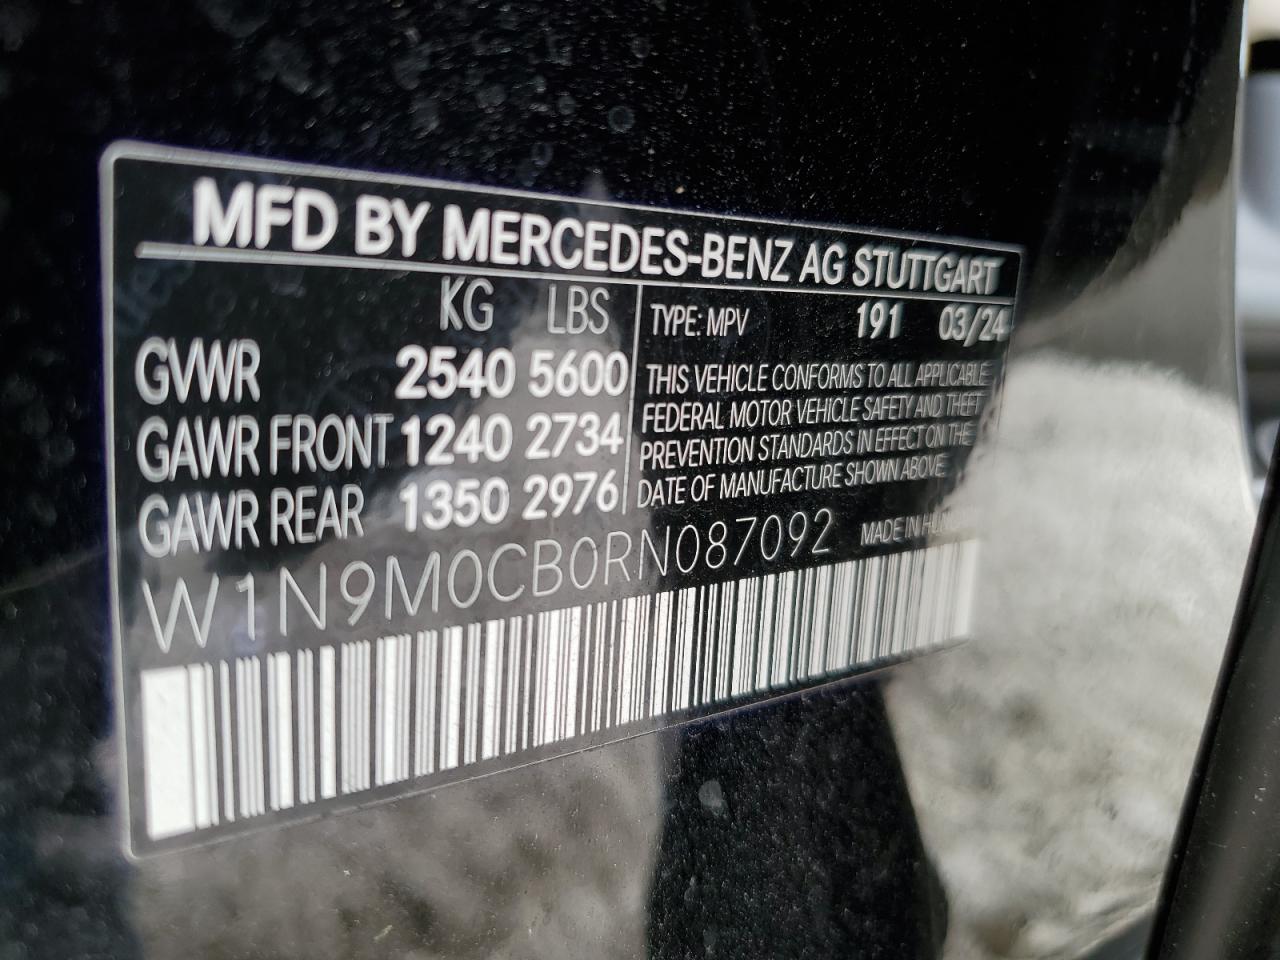 MFD BY MERCEDES-BENZ AG STUTTGART
KG LBS
GVWR 2540 5600
GAWR FRONT 1240 2734
GAWR REAR 1350 2976
TYPE: MPV 191 03/24
THIS VEHICLE CONFORMS TO ALL APPLICABLE
FEDERAL MOTOR VEHICLE SAFETY AND THEFT
PREVENTION STANDARDS IN EFFECT ON THE
DATE OF MANUFACTURE SHOWN ABOVE
W1N9M0CB0RN087092
MADE IN